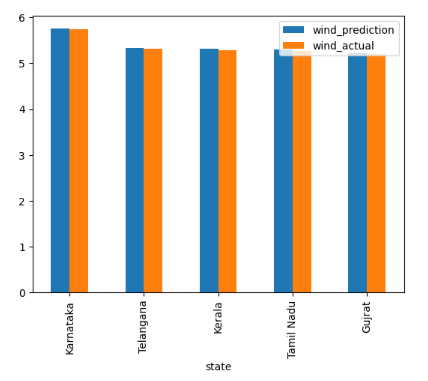 6
5
4
3
2
1
0
wind_prediction
wind_actual
Karnataka
Telangana
Kerala
Tamil Nadu
Gujrat
state